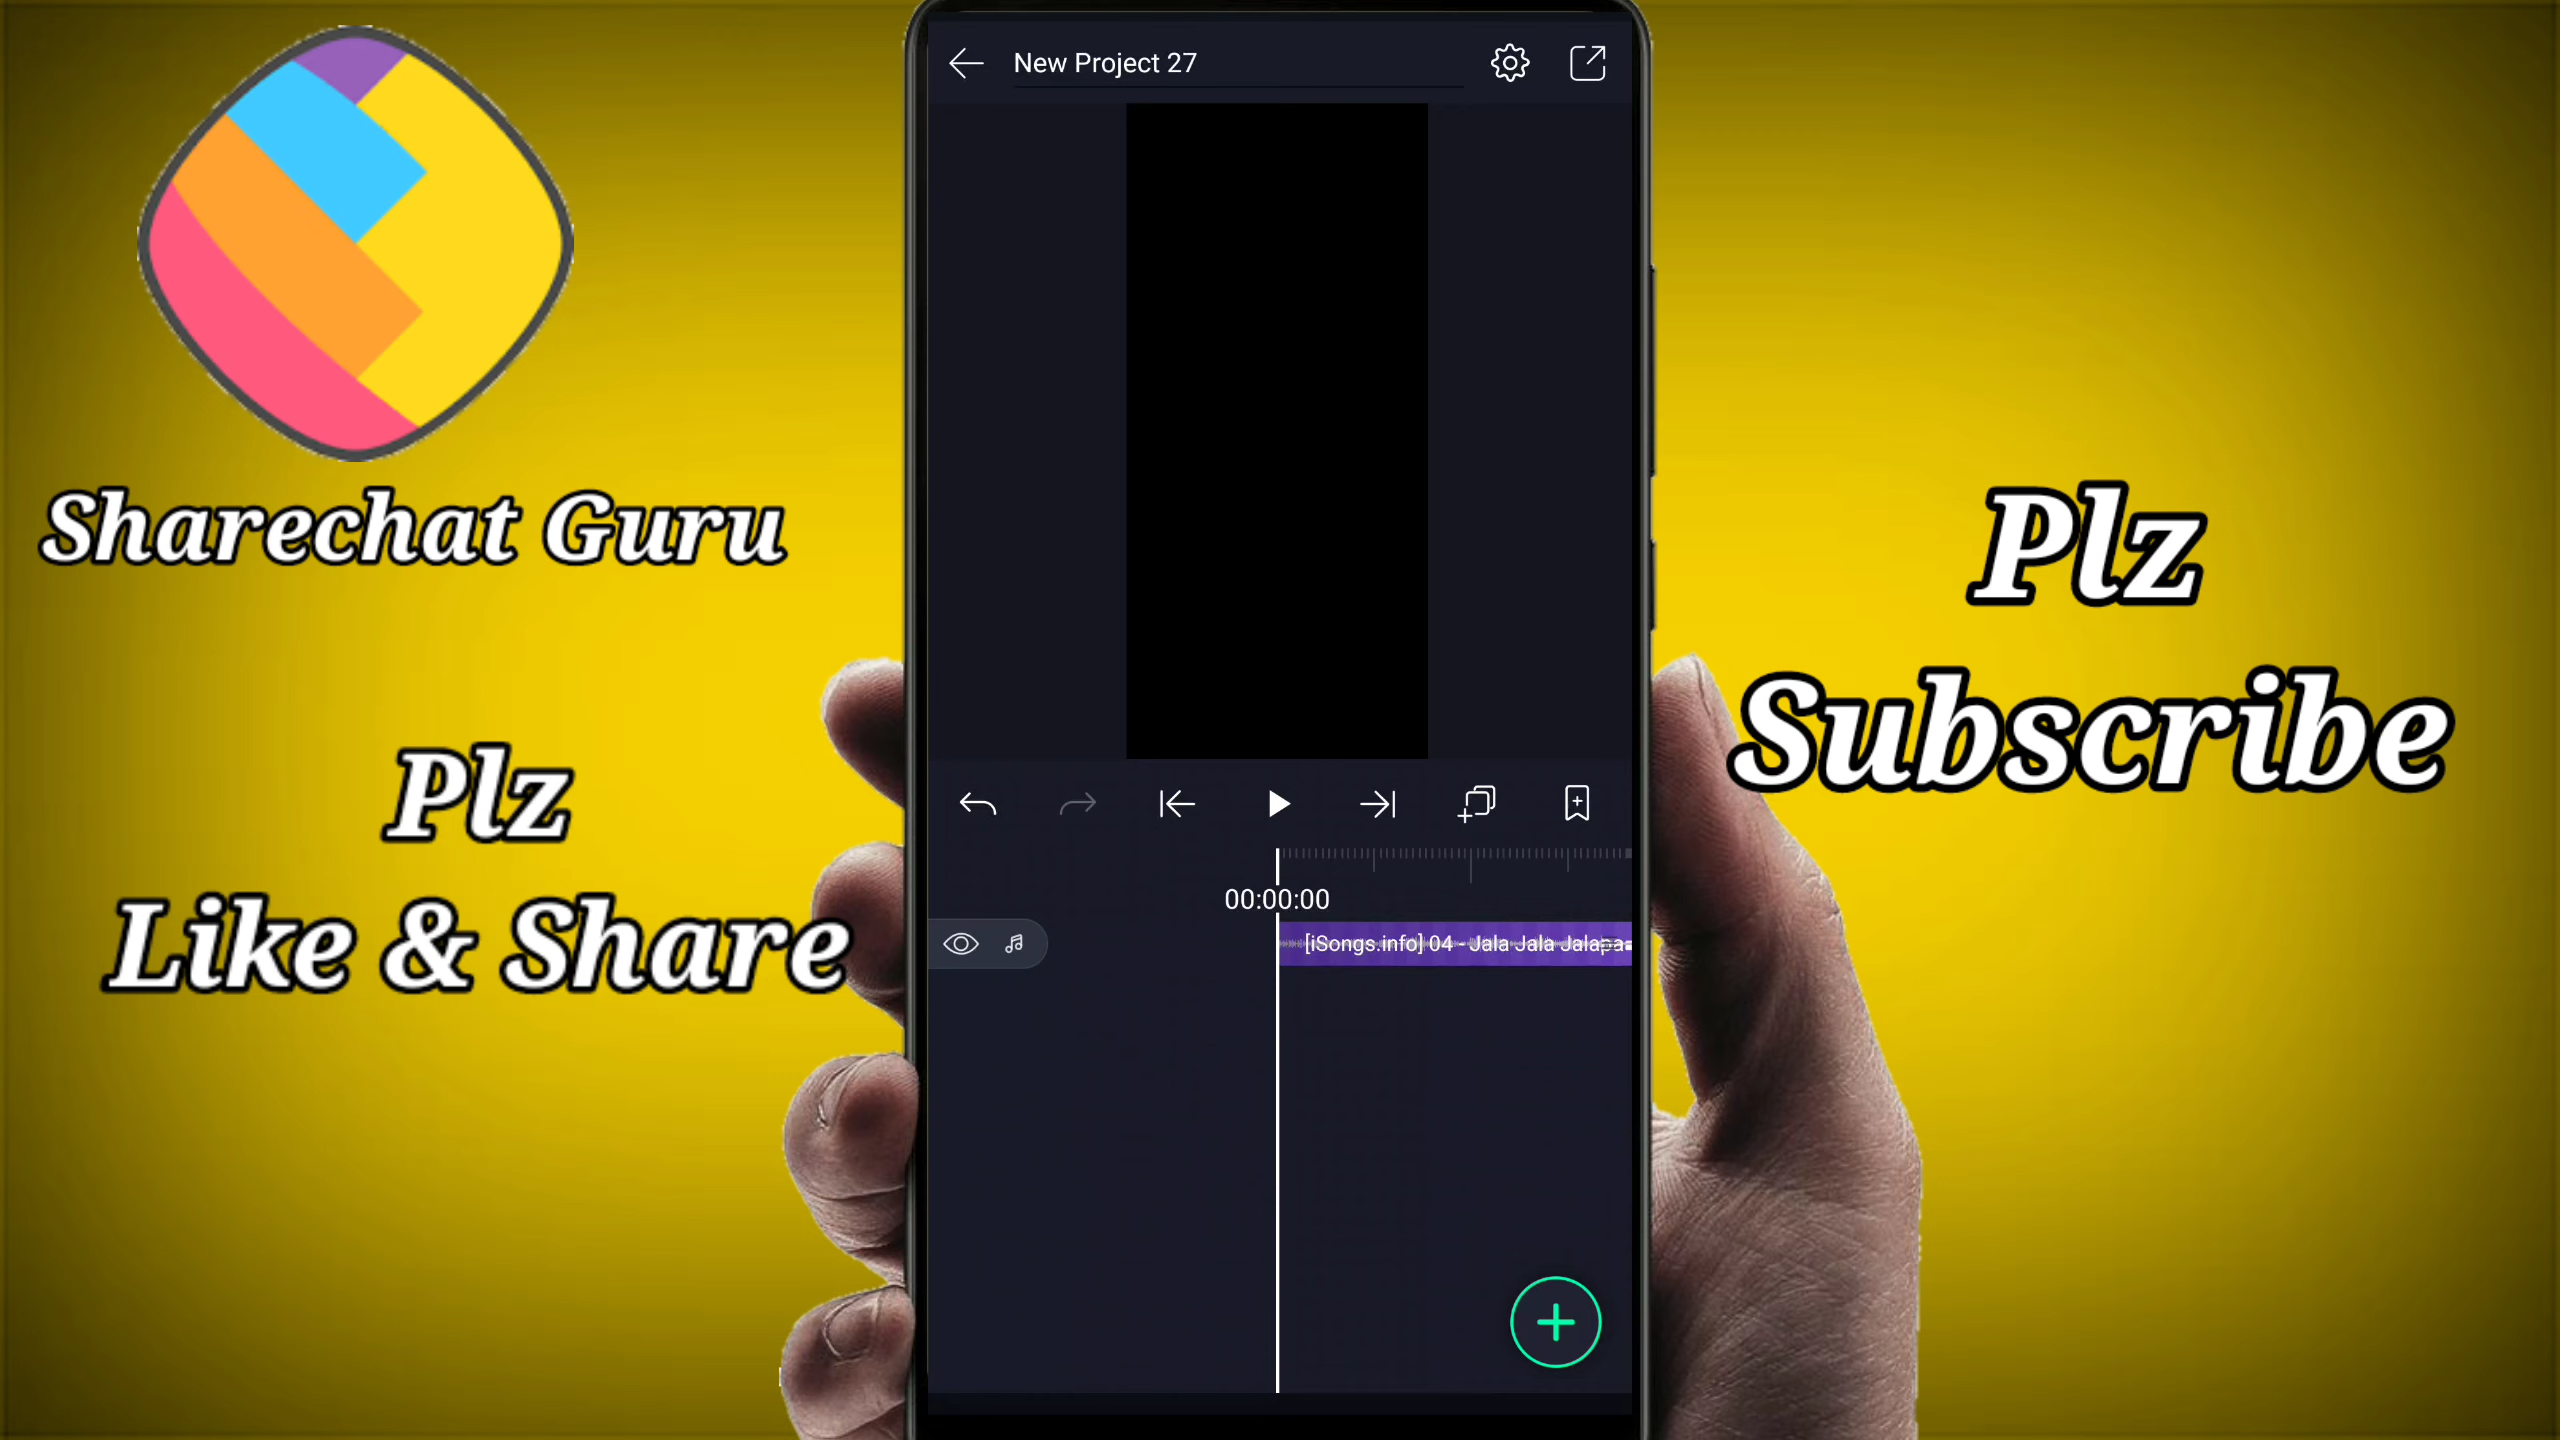 Sharechat Guru
Plz
Like & Share
New Project 27
00:00:00
[iSongs.info] 04 - Jala Jala Jalapa
Plz
Subscribe